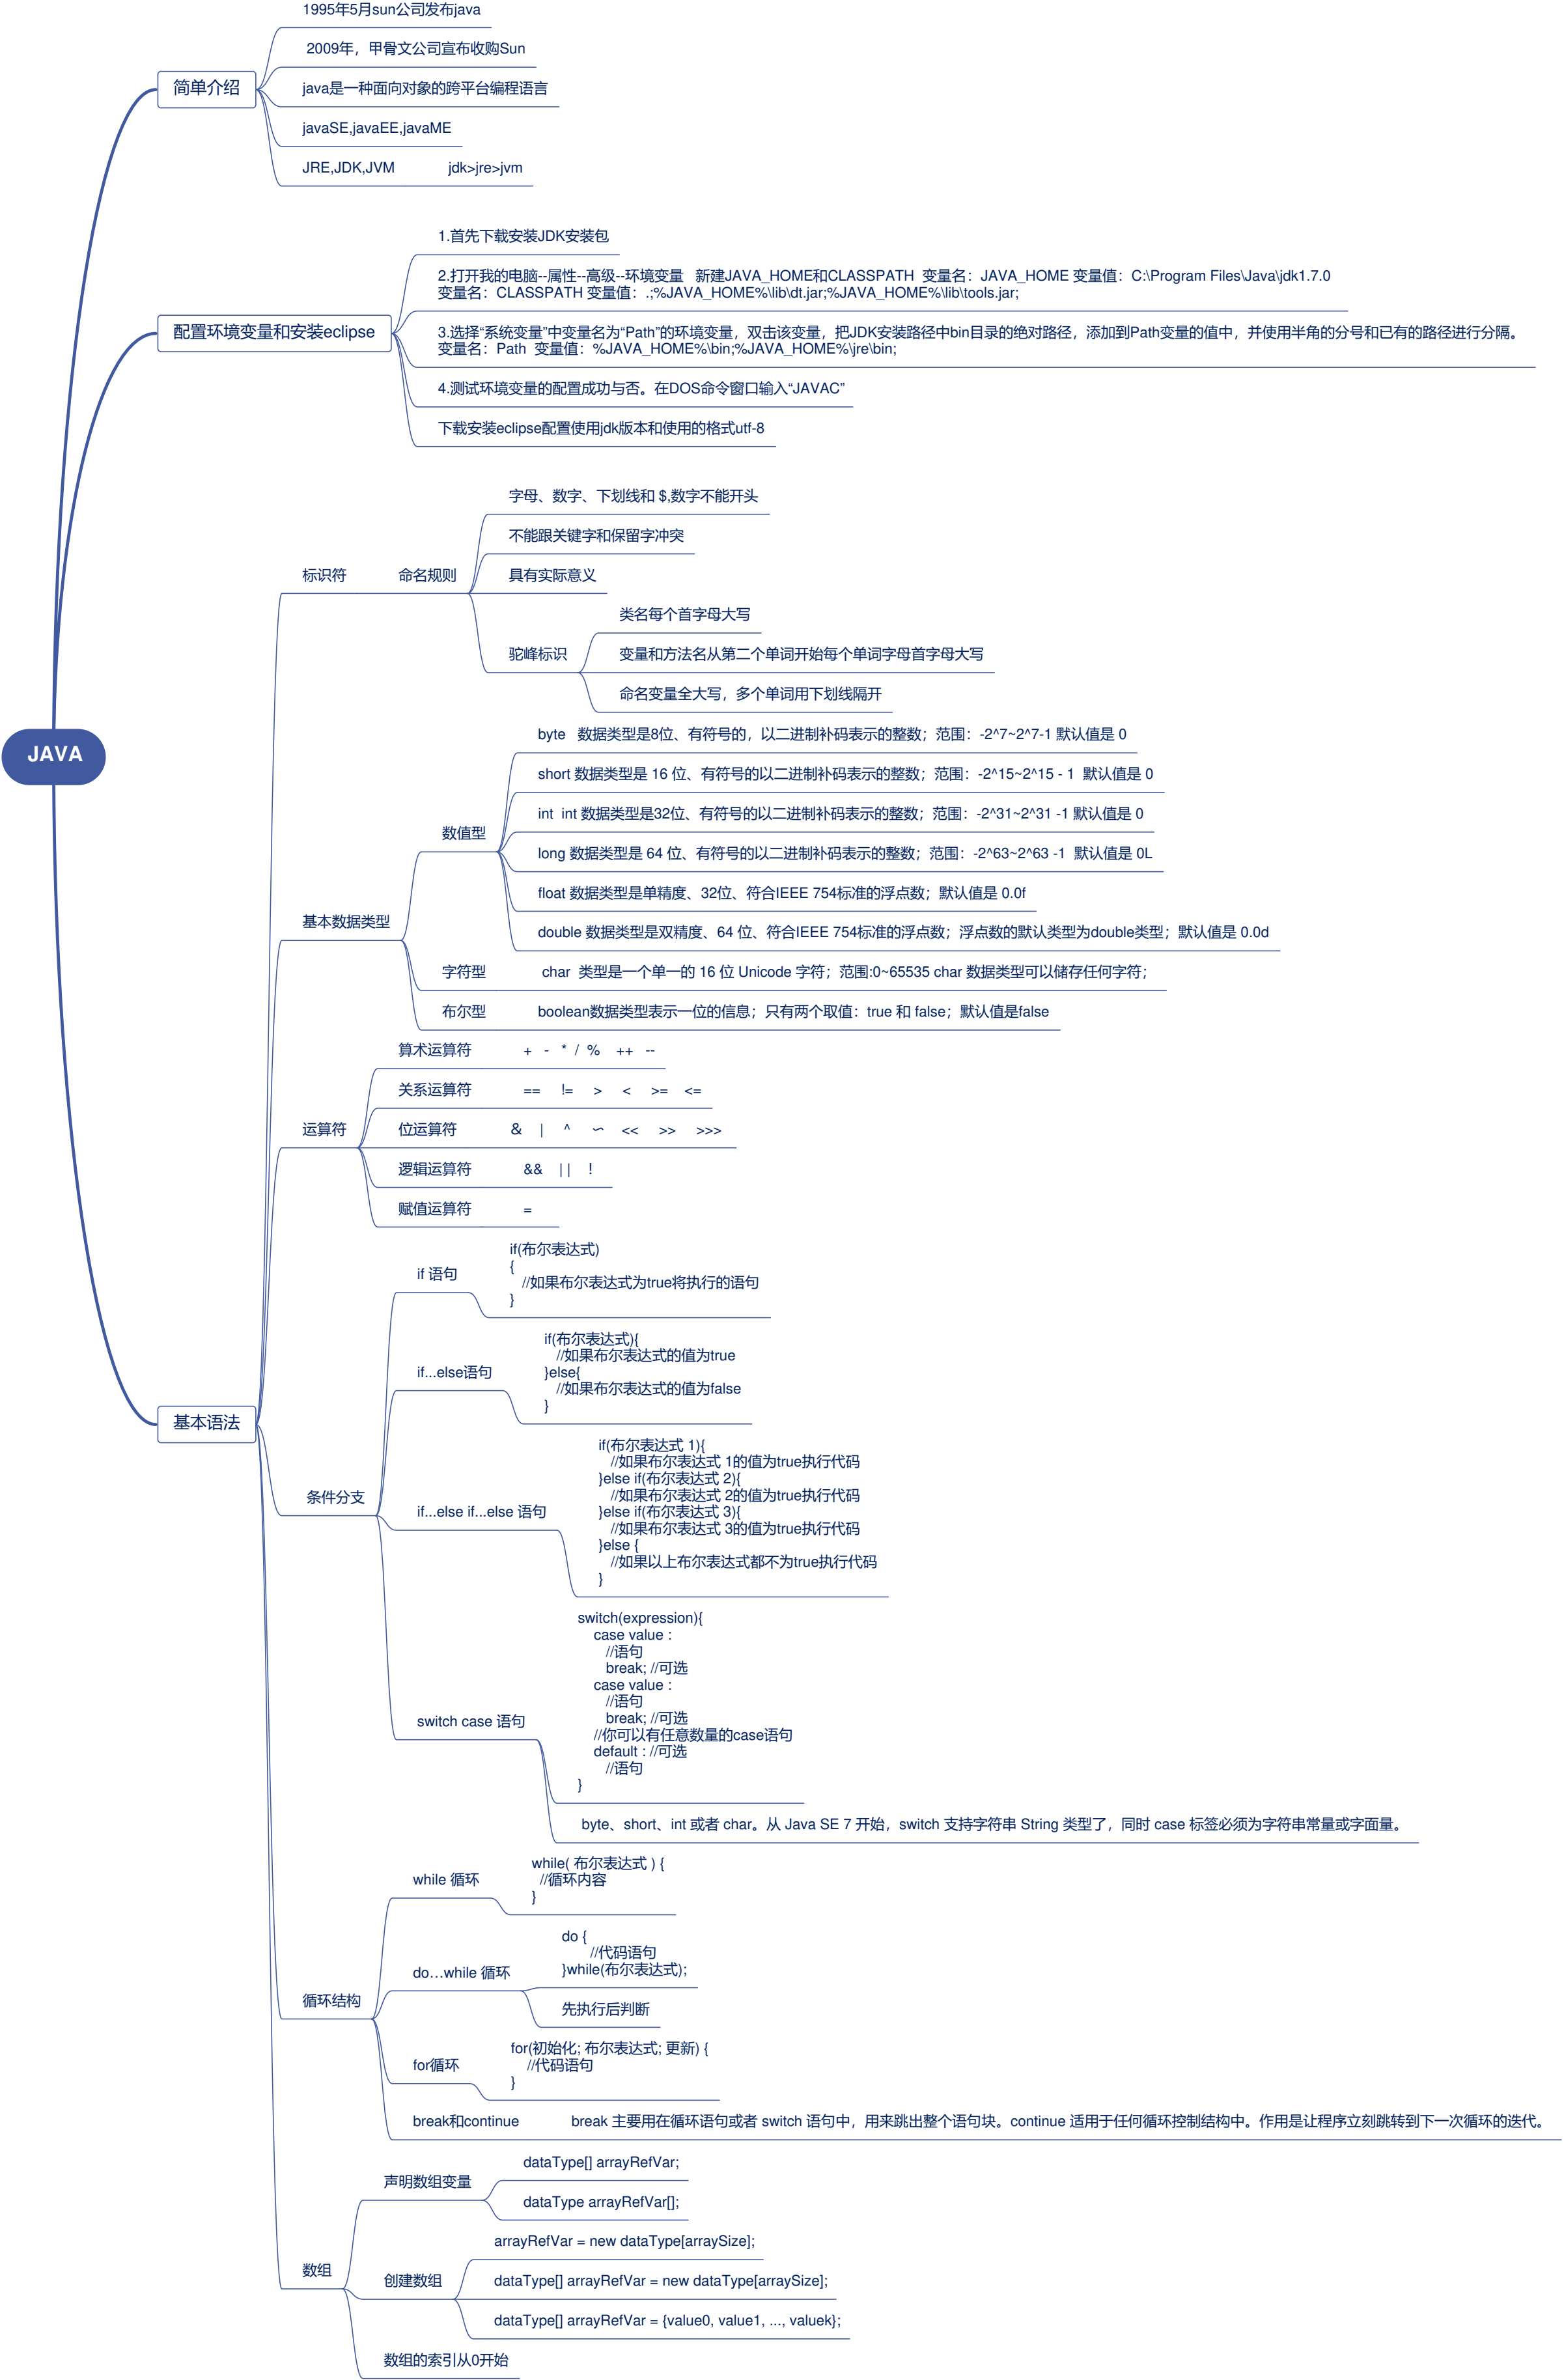 JAVA
简单介绍
1995年5月sun公司发布java
2009年，甲骨文公司宣布收购Sun
java是一种面向对象的跨平台编程语言
javaSE,javaEE,javaME
JRE,JDK,JVM jdk>jre>jvm
配置环境变量和安装eclipse
1.首先下载安装JDK安装包
2.打开我的电脑--属性--高级--环境变量 新建JAVA_HOME和CLASSPATH 变量名：JAVA_HOME 变量值：C:\Program Files\Java\jdk1.7.0
变量名：CLASSPATH 变量值：.;%JAVA_HOME%\lib\dt.jar;%JAVA_HOME%\lib\tools.jar;
3.选择“系统变量”中变量名为“Path”的环境变量，双击该变量，把JDK安装路径中bin目录的绝对路径，添加到Path变量的值中，并使用半角的分号和已有的路径进行分隔。
变量名：Path 变量值：%JAVA_HOME%\bin;%JAVA_HOME%\jre\bin;
4.测试环境变量的配置成功与否。在DOS命令窗口输入“JAVAC”
下载安装eclipse配置使用jdk版本和使用的格式utf-8
基本语法
标识符 命名规则
字母、数字、下划线和 $,数字不能开头
不能跟关键字和保留字冲突
具有实际意义
驼峰标识
类名每个首字母大写
变量和方法名从第二个单词开始每个单词字母首字母大写
命名变量全大写，多个单词用下划线隔开
基本数据类型
数值型
byte 数据类型是8位、有符号的，以二进制补码表示的整数；范围：-2^7~2^7-1 默认值是 0
short 数据类型是 16 位、有符号的以二进制补码表示的整数；范围：-2^15~2^15 - 1 默认值是 0
int int 数据类型是32位、有符号的以二进制补码表示的整数；范围：-2^31~2^31 -1 默认值是 0
long 数据类型是 64 位、有符号的以二进制补码表示的整数；范围：-2^63~2^63 -1 默认值是 0L
float 数据类型是单精度、32位、符合IEEE 754标准的浮点数；默认值是 0.0f
double 数据类型是双精度、64 位、符合IEEE 754标准的浮点数；浮点数的默认类型为double类型；默认值是 0.0d
字符型 char 类型是一个单一的 16 位 Unicode 字符；范围:0~65535 char 数据类型可以储存任何字符；
布尔型 boolean数据类型表示一位的信息；只有两个取值：true 和 false；默认值是false
运算符
算术运算符 + - * / % ++ --
关系运算符 == != > < >= <=
位运算符 & | ^ ~ << >> >>>
逻辑运算符 && || !
赋值运算符 =
条件分支
if 语句
if(布尔表达式)
{
//如果布尔表达式为true将执行的语句
}
if...else语句
if(布尔表达式){
//如果布尔表达式的值为true
}else{
//如果布尔表达式的值为false
}
if...else if...else 语句
if(布尔表达式 1){
//如果布尔表达式 1的值为true执行代码
}else if(布尔表达式 2){
//如果布尔表达式 2的值为true执行代码
}else if(布尔表达式 3){
//如果布尔表达式 3的值为true执行代码
}else {
//如果以上布尔表达式都不为true执行代码
}
switch case 语句
switch(expression){
case value :
//语句
break; //可选
case value :
//语句
break; //可选
//你可以有任意数量的case语句
default : //可选
//语句
}
byte、short、int 或者 char。从 Java SE 7 开始，switch 支持字符串 String 类型了，同时 case 标签必须为字符串常量或字面量。
循环结构
while 循环
while( 布尔表达式 ) {
//循环内容
}
do…while 循环
do {
//代码语句
}while(布尔表达式);
先执行后判断
for循环
for(初始化; 布尔表达式; 更新) {
//代码语句
}
break和continue break 主要用在循环语句或者 switch 语句中，用来跳出整个语句块。continue 适用于任何循环控制结构中。作用是让程序立刻跳转到下一次循环的迭代。
数组
声明数组变量
dataType[] arrayRefVar;
dataType arrayRefVar[];
创建数组
arrayRefVar = new dataType[arraySize];
dataType[] arrayRefVar = new dataType[arraySize];
dataType[] arrayRefVar = {value0, value1, ..., valuek};
数组的索引从0开始